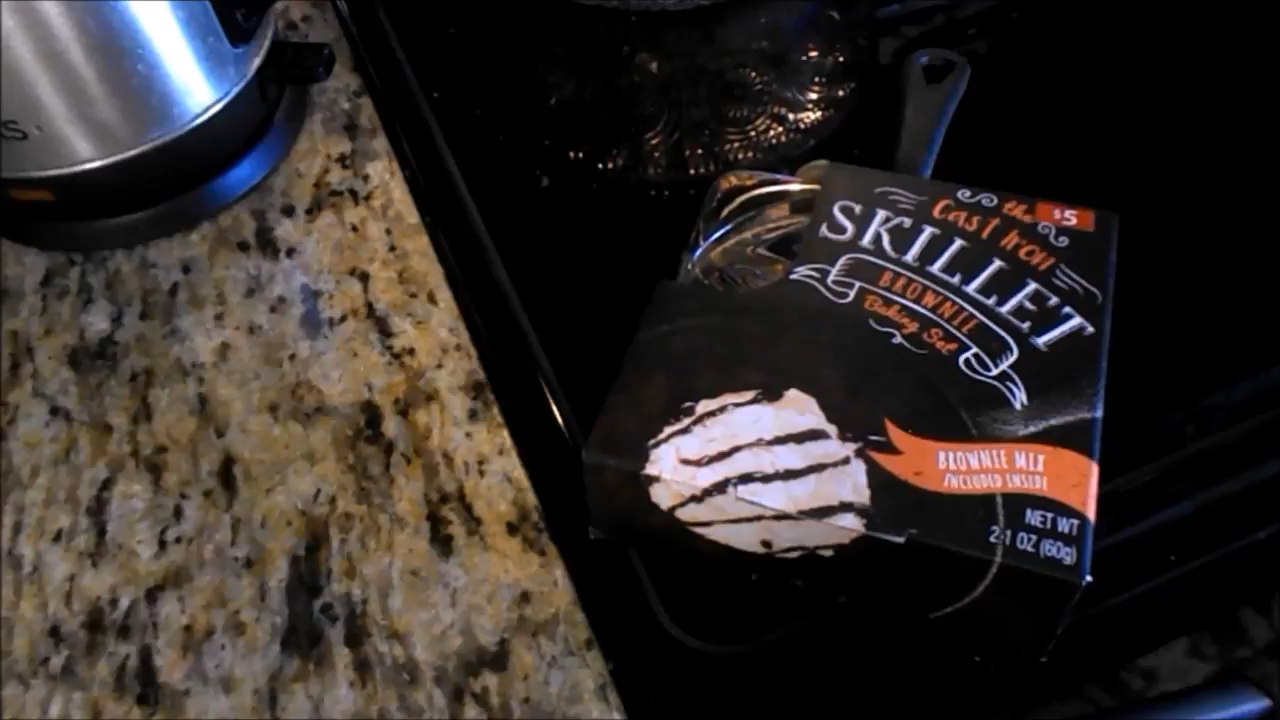 the
Cast Iron
$5
SKILLET
BROWNIE
Baking Set
BROWNIE MIX
INCLUDED INSIDE
NET WT
2.1 OZ (60g)